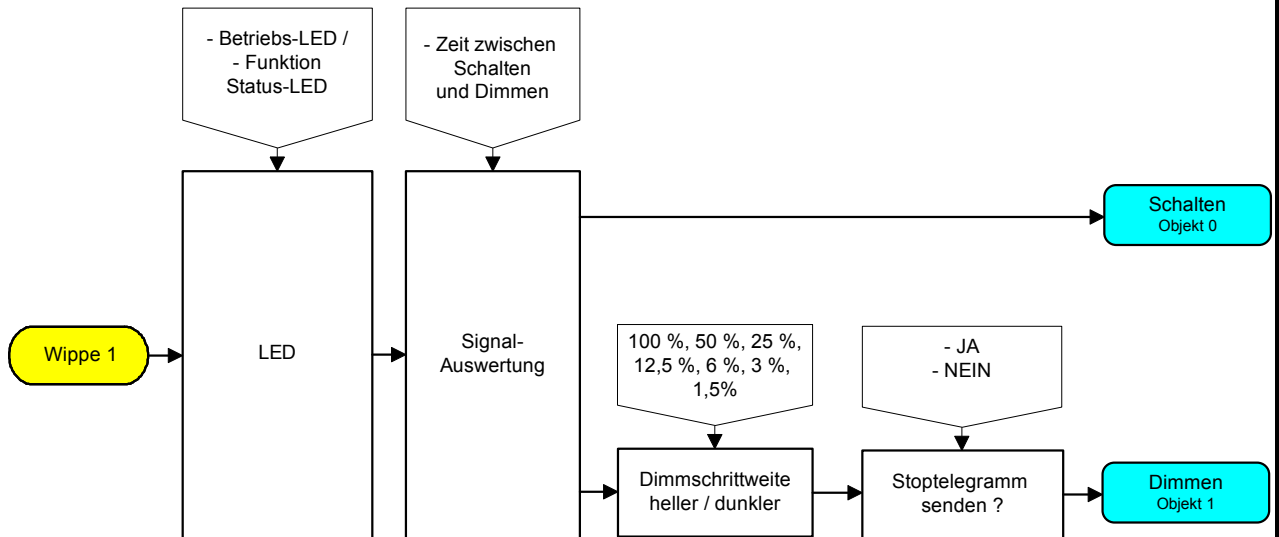 - Betriebs-LED /
- Funktion
Status-LED
- Zeit zwischen
Schalten
und Dimmen
Schalten
Objekt 0
Wippe 1
LED
Signal-
Auswertung
100 %, 50 %, 25 %,
12,5 %, 6 %, 3 %,
1,5%
- JA
- NEIN
Dimmschrittweite
heller / dunkler
Stoptelegramm
senden ?
Dimmen
Objekt 1